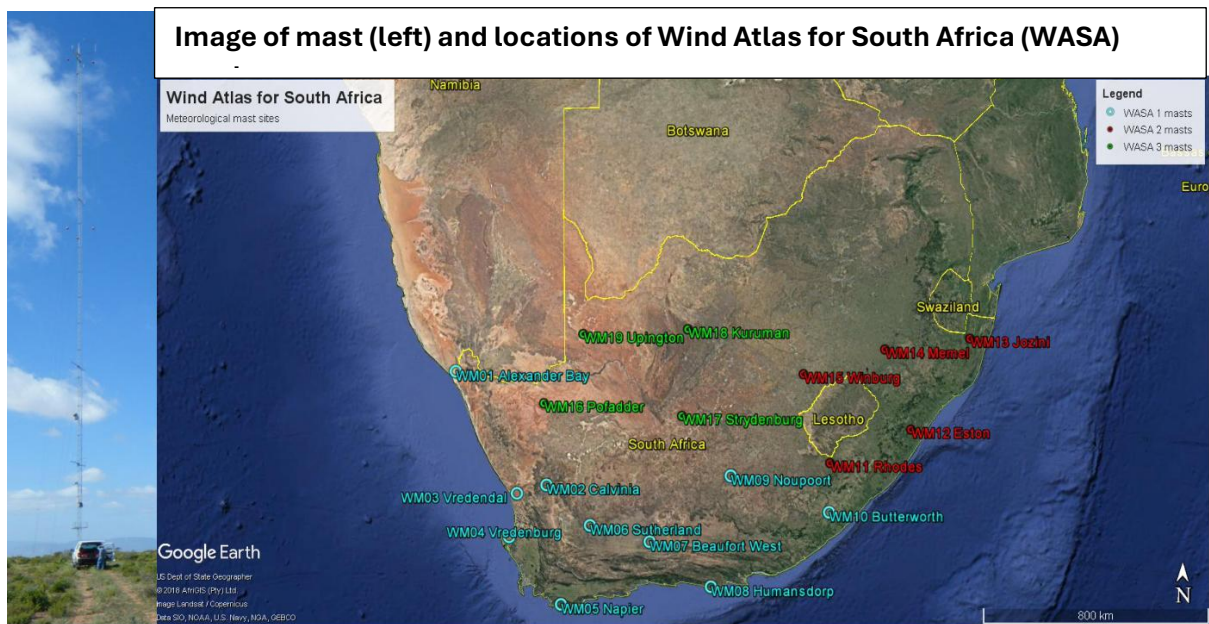 Image of mast (left) and locations of Wind Atlas for South Africa (WASA)
Wind Atlas for South Africa
Meteorological mast sites
Legend
WASA 1 masts
WASA 2 masts
WASA 3 masts
Namibia
Botswana
Euro
Swaziland
WM19 Upington
WM18 Kuruman
WM13 Jozini
WM14 Memel
WM01 Alexander Bay
WM15 Winburg
WM16 Pofadder
WM17 Strydenburg
Lesotho
WM12 Eston
South Africa
WM11 Rhodes
WM09 Noupoort
WM02 Calvinia
WM03 Vredendal
WM10 Butterworth
WM04 Vredenburg
WM06 Sutherland
WM07 Beaufort West
WM08 Humansdorp
WM05 Napier
Google Earth
US Dept of State Geographer
© 2018 AfriGIS (Pty) Ltd
Image Landsat / Copernicus
Data SIO, NOAA, U.S. Navy, NGA, GEBCO
N
800 km